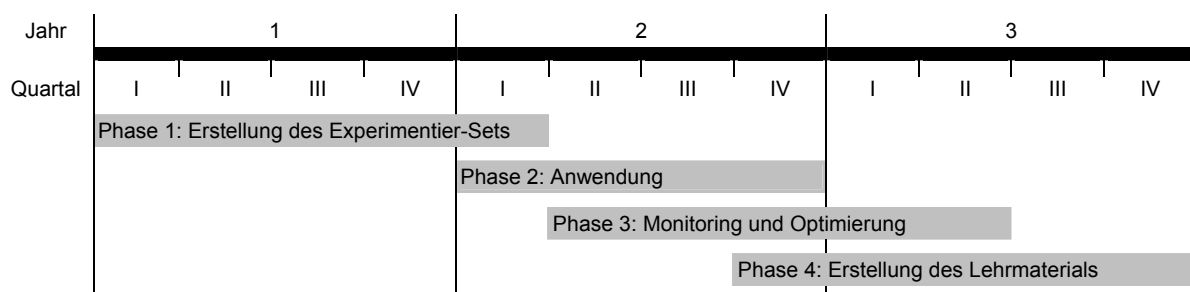 Jahr 1 2 3
Quartal I II III IV I II III IV I II III IV
Phase 1: Erstellung des Experimentier-Sets
Phase 2: Anwendung
Phase 3: Monitoring und Optimierung
Phase 4: Erstellung des Lehrmaterials